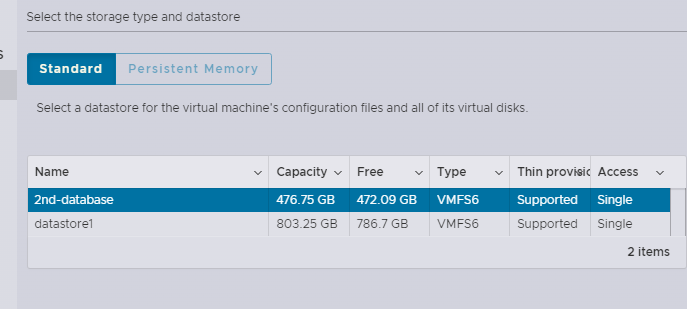 Select the storage type and datastore
Standard Persistent Memory
Select a datastore for the virtual machine's configuration files and all of its virtual disks.
Name Capacity Free Type Thin provisic Access
2nd-database 476.75 GB 472.09 GB VMFS6 Supported Single
datastore1 803.25 GB 786.7 GB VMFS6 Supported Single
2 items